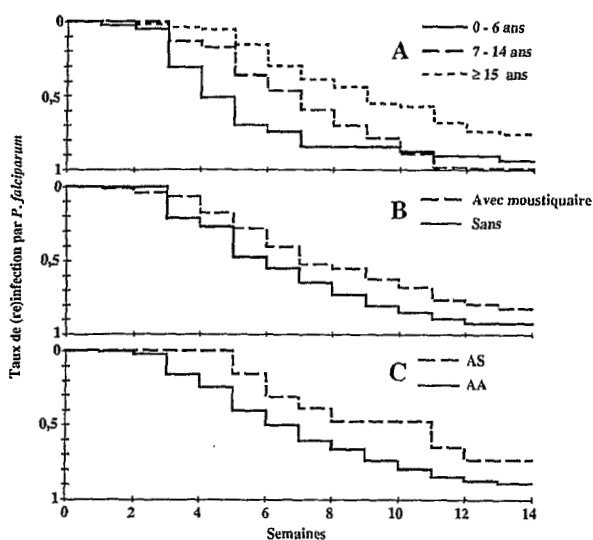 Taux de (re)infection par P. falciparum
0
0,5
1
A
0 - 6 ans
7 - 14 ans
≥ 15 ans
0
0,5
1
B
Avec moustiquaire
Sans
0
0,5
1
C
AS
AA
0 2 4 6 8 10 12 14
Semaines